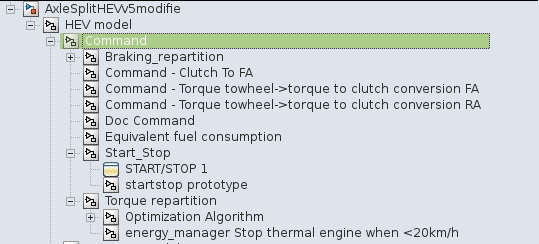 AxleSplitHEVv5modifie
HEV model
Command
Braking_repartition
Command - Clutch To FA
Command - Torque towheel->torque to clutch conversion FA
Command - Torque towheel->torque to clutch conversion RA
Doc Command
Equivalent fuel consumption
Start_Stop
START/STOP 1
startstop prototype
Torque repartition
Optimization Algorithm
energy_manager Stop thermal engine when <20km/h